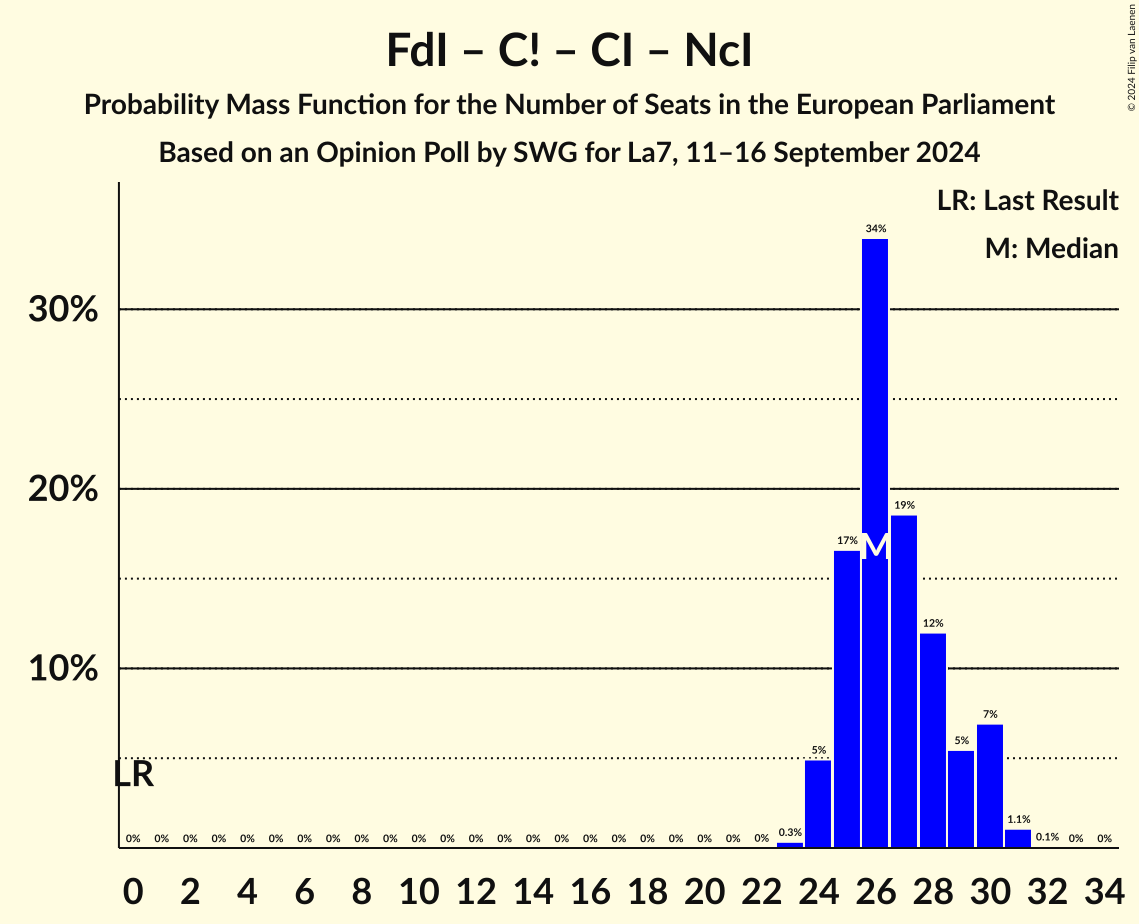 FdI – C! – CI – NcI
Probability Mass Function for the Number of Seats in the European Parliament
Based on an Opinion Poll by SWG for La7, 11–16 September 2024
© 2024 Filip van Laenen
LR: Last Result
M: Median
30%
20%
10%
34%
19%
17%
M
12%
7%
5%
5%
LR
0% 0% 0% 0% 0% 0% 0% 0% 0% 0% 0% 0% 0% 0% 0% 0% 0% 0% 0% 0% 0% 0% 0% 0.3% 1.1% 0.1% 0% 0%
0 2 4 6 8 10 12 14 16 18 20 22 24 26 28 30 32 34